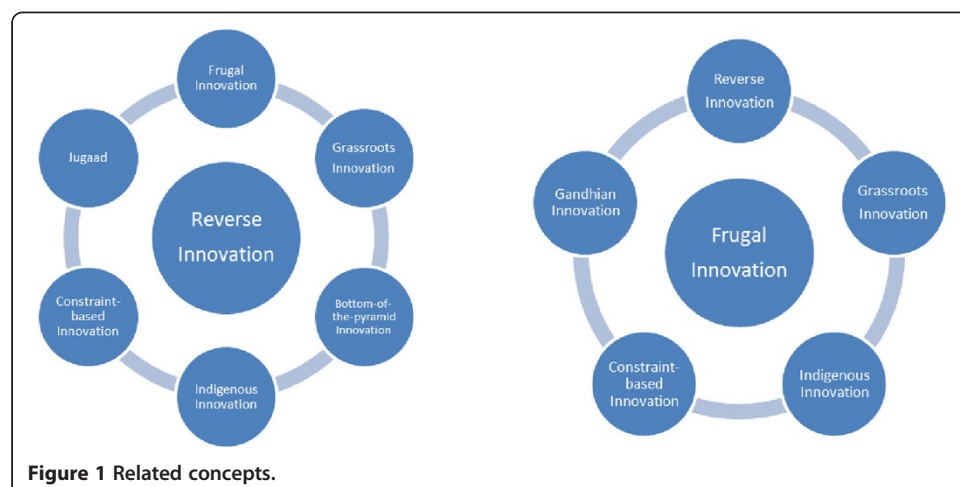 Frugal
Innovation
Grassroots
Innovation
Bottom-of-
the-pyramid
Innovation
Indigenous
Innovation
Constraint-
based
Innovation
Jugaad
Reverse
Innovation
Reverse
Innovation
Grassroots
Innovation
Indigenous
Innovation
Constraint-
based
Innovation
Gandhian
Innovation
Frugal
Innovation
Figure 1 Related concepts.